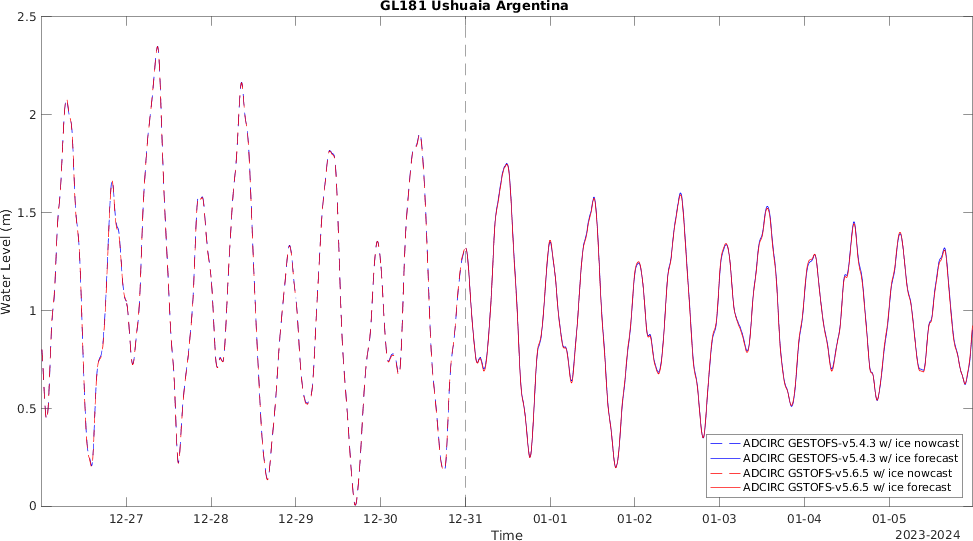 GL181 Ushuaia Argentina
Water Level (m)
2.5
2
1.5
1
0.5
0
ADCIRC GESTOFS-v5.4.3 w/ ice nowcast
ADCIRC GESTOFS-v5.4.3 w/ ice forecast
ADCIRC GSTOFS-v5.6.5 w/ ice nowcast
ADCIRC GSTOFS-v5.6.5 w/ ice forecast
12-27 12-28 12-29 12-30 12-31 01-01 01-02 01-03 01-04 01-05
Time
2023-2024